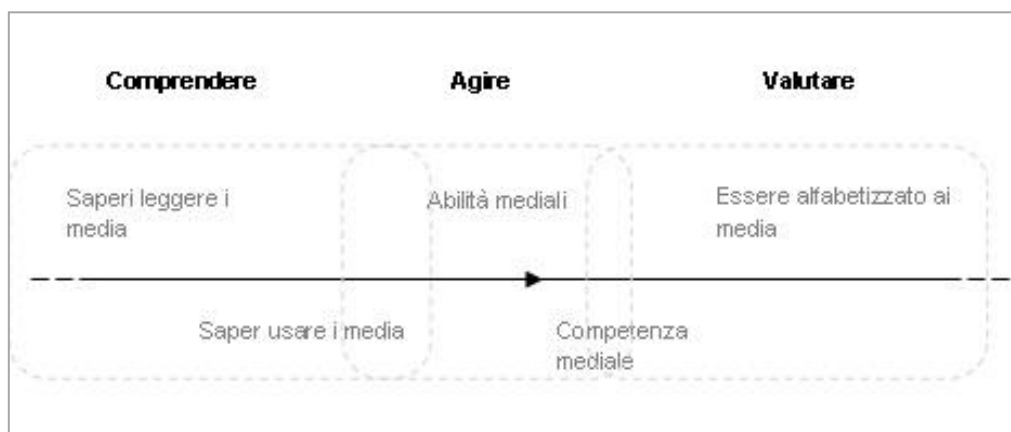 Comprendere
Agire
Valutare
Saperi leggere i
media
Abilità mediali
Essere alfabetizzato ai
media
Saper usare i media
Competenza
mediale